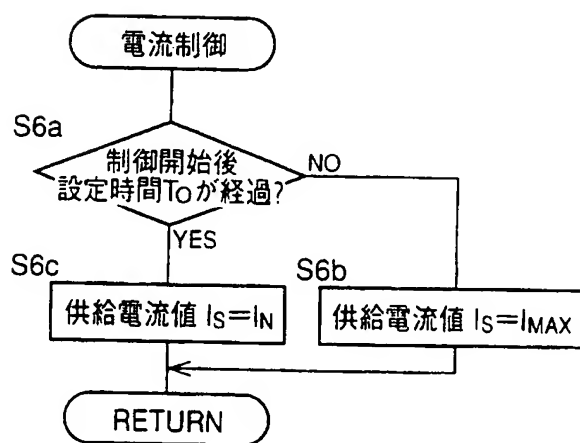 電流制御
S6a
制御開始後
設定時間TOが経過?
NO
YES
S6c
供給電流値 IS=IN
S6b
供給電流値 IS=IMAX
RETURN